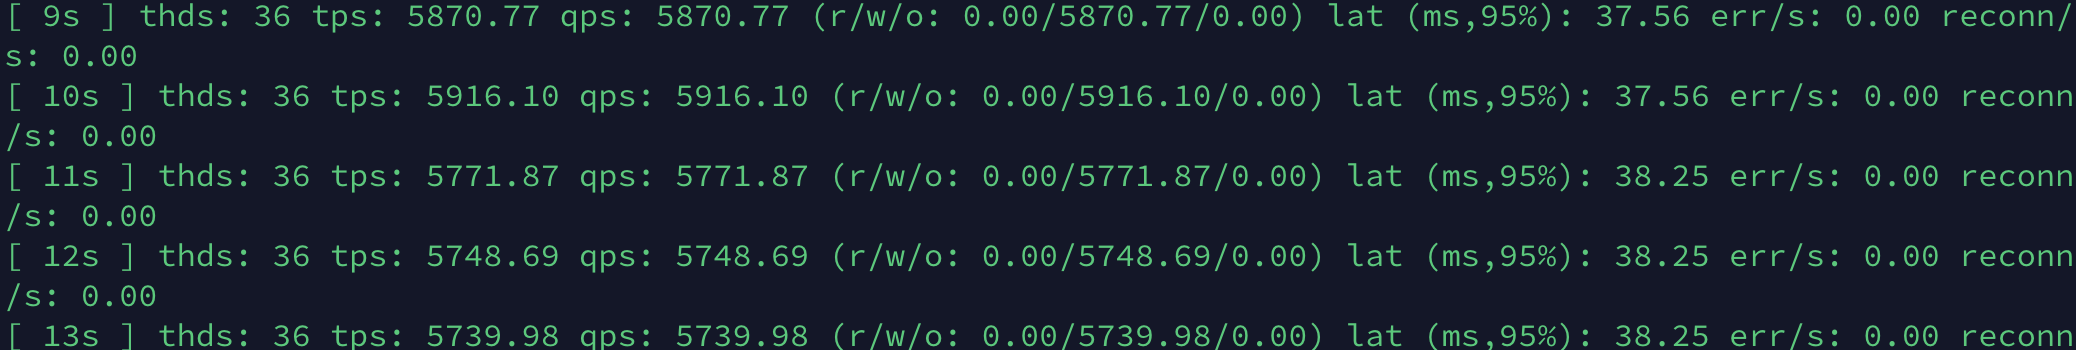 [ 9s ] thds: 36 tps: 5870.77 qps: 5870.77 (r/w/o: 0.00/5870.77/0.00) lat (ms,95%): 37.56 err/s: 0.00 reconn/
s: 0.00
[ 10s ] thds: 36 tps: 5916.10 qps: 5916.10 (r/w/o: 0.00/5916.10/0.00) lat (ms,95%): 37.56 err/s: 0.00 reconn
/s: 0.00
[ 11s ] thds: 36 tps: 5771.87 qps: 5771.87 (r/w/o: 0.00/5771.87/0.00) lat (ms,95%): 38.25 err/s: 0.00 reconn
/s: 0.00
[ 12s ] thds: 36 tps: 5748.69 qps: 5748.69 (r/w/o: 0.00/5748.69/0.00) lat (ms,95%): 38.25 err/s: 0.00 reconn
/s: 0.00
[ 13s ] thds: 36 tps: 5739.98 qps: 5739.98 (r/w/o: 0.00/5739.98/0.00) lat (ms,95%): 38.25 err/s: 0.00 reconn